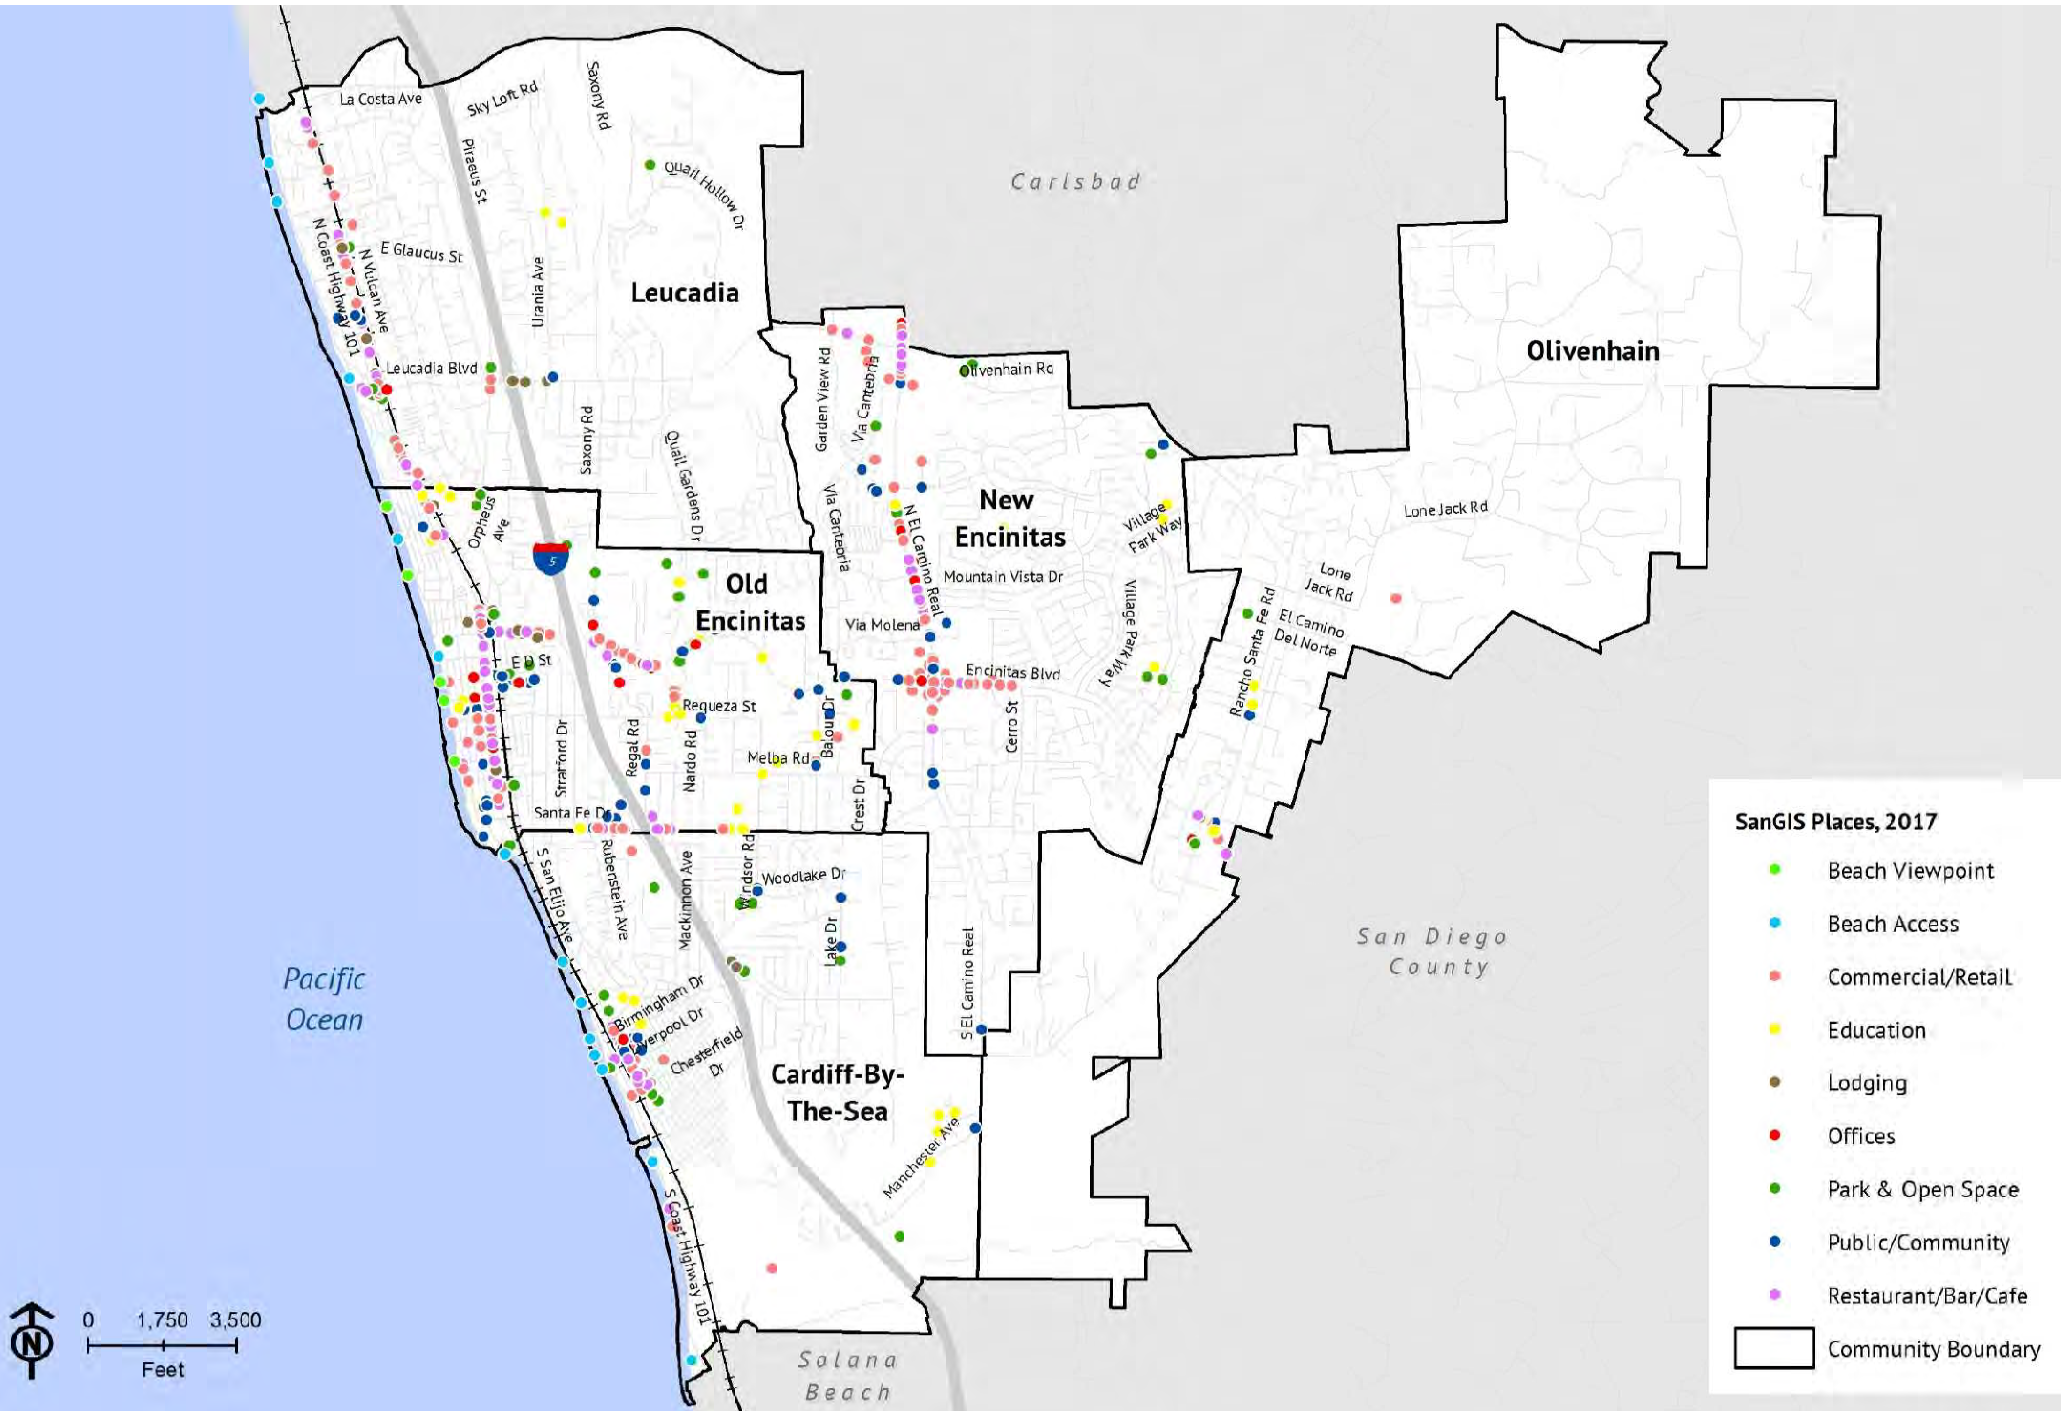 La Costa Ave
Sky Loft Rd
Saxony Rd
Piraeus St
Quail Hollow Dr
Carlsbad
N Coast Highway 101
N Vulcan Ave
E Glaucus St
Urania Ave
Leucadia
Olivenhain
Leucadia Blvd
Garden View Rd
Via Cantebria
Olivenhain Rd
Saxony Rd
Quail Gardens Dr
Via Cantebria
New
Encinitas
N El Camino Real
Village
Park Way
Lone Jack Rd
Orpheus
Ave
5
Old
Encinitas
Mountain Vista Dr
Lone
Jack Rd
Via Molena
Village Park Way
Rancho Santa Fe Rd
El Camino
Del Norte
E D St
Encinitas Blvd
Requeza St
Stratford Dr
Regal Rd
Nardo Rd
Balour Dr
Cerro St
Melba Rd
Santa Fe Dr
Crest Dr
S San Elijo Ave
Rubenstein Ave
Mackinnon Ave
Windsor Rd
Woodlake Dr
Lake Dr
S El Camino Real
San Diego
County
Pacific
Ocean
Birmingham Dr
Liverpool Dr
Chesterfield
Dr
Cardiff-By-
The-Sea
Manchester Ave
S Coast Highway 101
Solana
Beach
N
0 1,750 3,500
Feet
SanGIS Places, 2017
Beach Viewpoint
Beach Access
Commercial/Retail
Education
Lodging
Offices
Park & Open Space
Public/Community
Restaurant/Bar/Cafe
Community Boundary